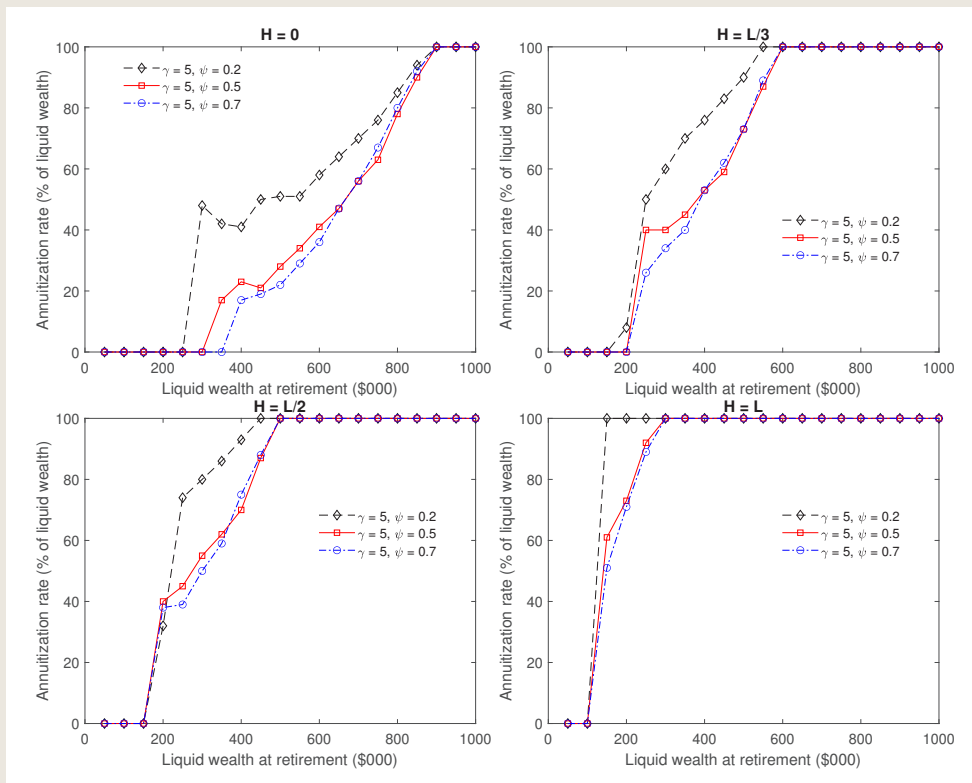 H = 0
100
80
60
40
20
0
Annuitization rate (% of liquid wealth)
γ = 5, ψ = 0.2
γ = 5, ψ = 0.5
γ = 5, ψ = 0.7
0 200 400 600 800 1000
Liquid wealth at retirement ($000)
H = L/3
100
80
60
40
20
0
Annuitization rate (% of liquid wealth)
γ = 5, ψ = 0.2
γ = 5, ψ = 0.5
γ = 5, ψ = 0.7
0 200 400 600 800 1000
Liquid wealth at retirement ($000)
H = L/2
100
80
60
40
20
0
Annuitization rate (% of liquid wealth)
γ = 5, ψ = 0.2
γ = 5, ψ = 0.5
γ = 5, ψ = 0.7
0 200 400 600 800 1000
Liquid wealth at retirement ($000)
H = L
100
80
60
40
20
0
Annuitization rate (% of liquid wealth)
γ = 5, ψ = 0.2
γ = 5, ψ = 0.5
γ = 5, ψ = 0.7
0 200 400 600 800 1000
Liquid wealth at retirement ($000)